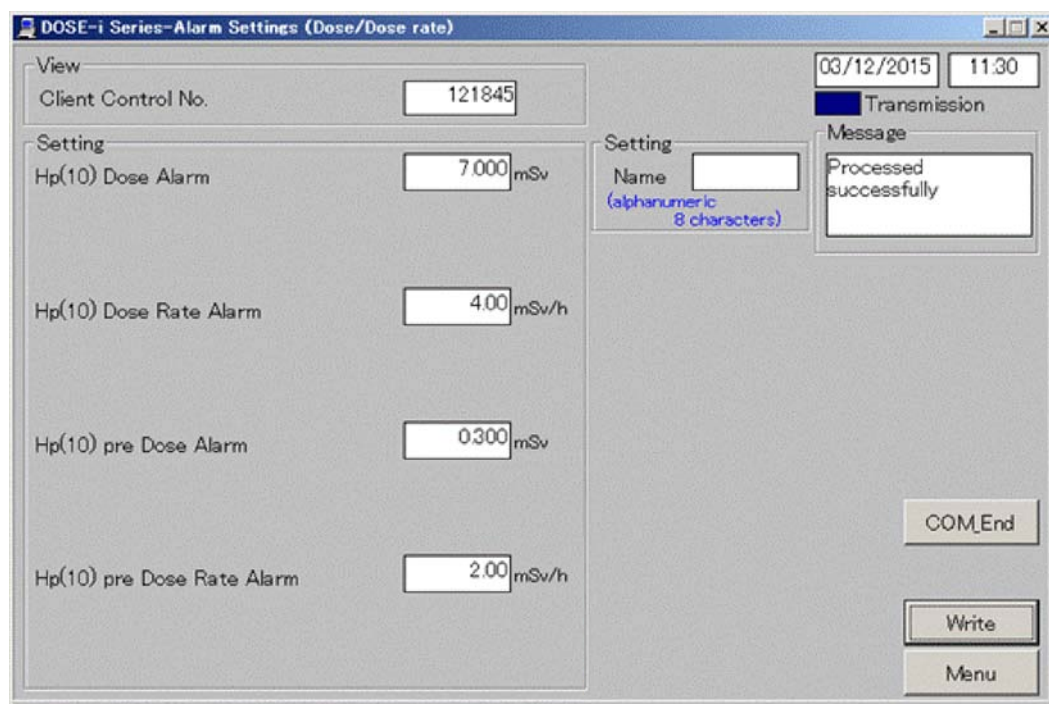 DOSE-i Series-Alarm Settings (Dose/Dose rate)
View
Client Control No. 121845
03/12/2015 11:30
Transmission
Setting
Hp(10) Dose Alarm 7.000 mSv
Hp(10) Dose Rate Alarm 4.00 mSv/h
Hp(10) pre Dose Alarm 0.300 mSv
Hp(10) pre Dose Rate Alarm 2.00 mSv/h
Setting
Name
(alphanumeric
8 characters)
Message
Processed
successfully
COM_End
Write
Menu